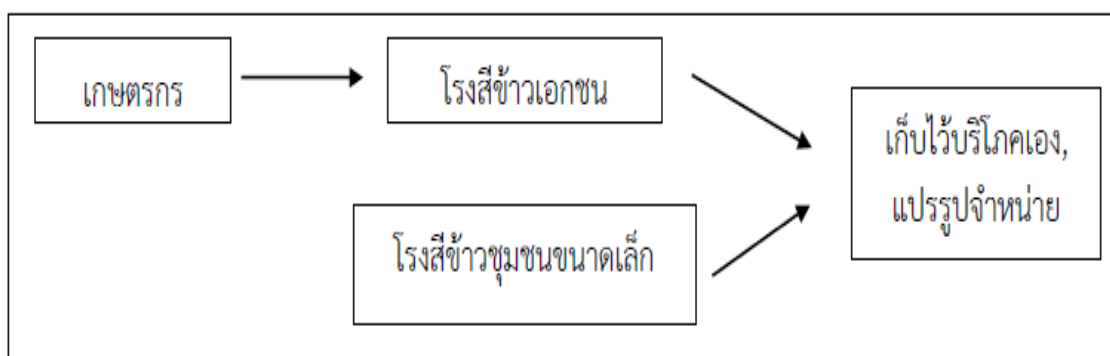 เกษตรกร
โรงสีข้าวเอกชน
เก็บไว้บริโภคเอง,
แปรรูปจำหน่าย
โรงสีข้าวชุมชนขนาดเล็ก